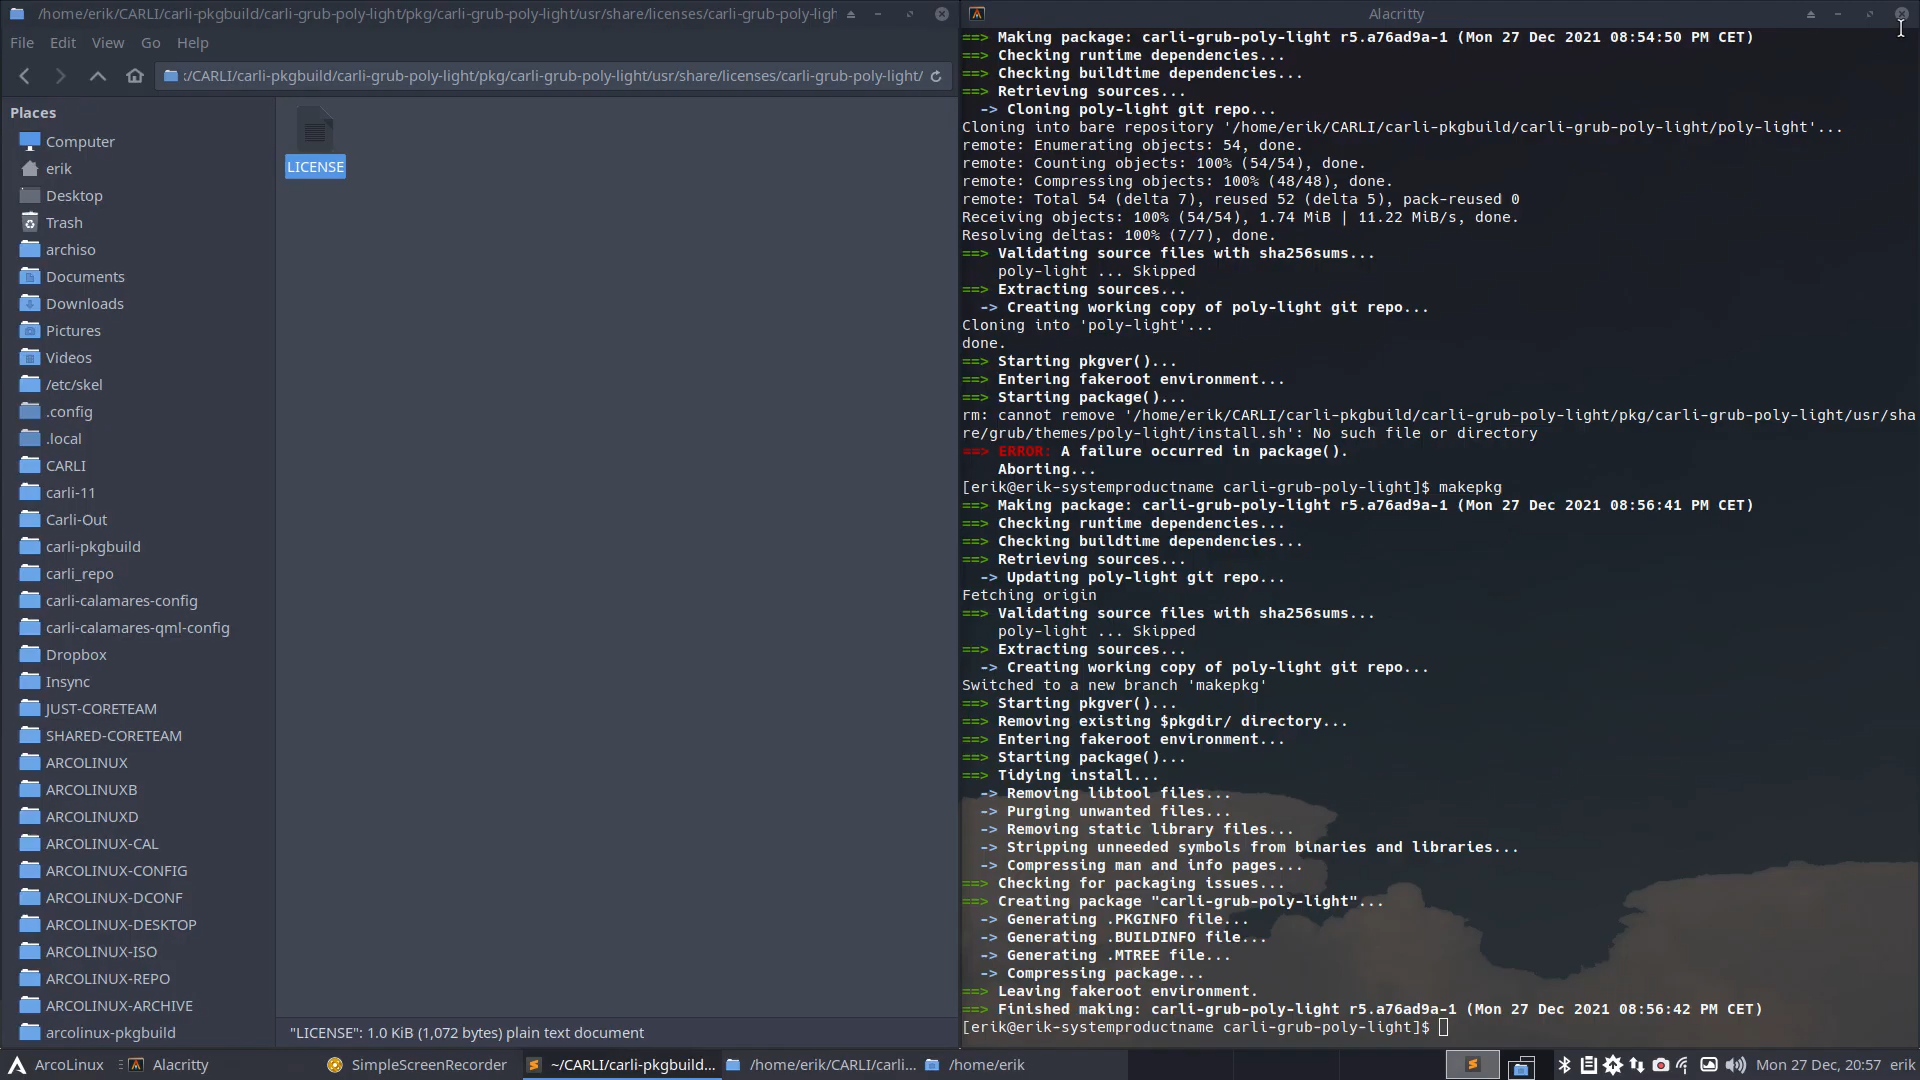 /home/erik/CARLI/carli-pkgbuild/carli-grub-poly-light/pkg/carli-grub-poly-light/usr/share/licenses/carli-grub-poly-ligh
File Edit View Go Help
:/CARLI/carli-pkgbuild/carli-grub-poly-light/pkg/carli-grub-poly-light/usr/share/licenses/carli-grub-poly-light/
Places
Computer
erik
Desktop
Trash
archiso
Documents
Downloads
Pictures
Videos
/etc/skel
.config
.local
CARLI
carli-11
Carli-Out
carli-pkgbuild
carli_repo
carli-calamares-config
carli-calamares-qml-config
Dropbox
Insync
JUST-CORETEAM
SHARED-CORETEAM
ARCOLINUX
ARCOLINUXB
ARCOLINUXD
ARCOLINUX-CAL
ARCOLINUX-CONFIG
ARCOLINUX-DCONF
ARCOLINUX-DESKTOP
ARCOLINUX-ISO
ARCOLINUX-REPO
ARCOLINUX-ARCHIVE
arcolinux-pkgbuild
LICENSE
"LICENSE": 1.0 KiB (1,072 bytes) plain text document
Alacritty
==> Making package: carli-grub-poly-light r5.a76ad9a-1 (Mon 27 Dec 2021 08:54:50 PM CET)
==> Checking runtime dependencies...
==> Checking buildtime dependencies...
==> Retrieving sources...
-> Cloning poly-light git repo...
Cloning into bare repository '/home/erik/CARLI/carli-pkgbuild/carli-grub-poly-light/poly-light'...
remote: Enumerating objects: 54, done.
remote: Counting objects: 100% (54/54), done.
remote: Compressing objects: 100% (48/48), done.
remote: Total 54 (delta 7), reused 52 (delta 5), pack-reused 0
Receiving objects: 100% (54/54), 1.74 MiB | 11.22 MiB/s, done.
Resolving deltas: 100% (7/7), done.
==> Validating source files with sha256sums...
poly-light ... Skipped
==> Extracting sources...
-> Creating working copy of poly-light git repo...
Cloning into 'poly-light'...
done.
==> Starting pkgver()...
==> Entering fakeroot environment...
==> Starting package()...
rm: cannot remove '/home/erik/CARLI/carli-pkgbuild/carli-grub-poly-light/pkg/carli-grub-poly-light/usr/sha
re/grub/themes/poly-light/install.sh': No such file or directory
==> ERROR: A failure occurred in package().
Aborting...
[erik@erik-systemproductname carli-grub-poly-light]$ makepkg
==> Making package: carli-grub-poly-light r5.a76ad9a-1 (Mon 27 Dec 2021 08:56:41 PM CET)
==> Checking runtime dependencies...
==> Checking buildtime dependencies...
==> Retrieving sources...
-> Updating poly-light git repo...
Fetching origin
==> Validating source files with sha256sums...
poly-light ... Skipped
==> Extracting sources...
-> Creating working copy of poly-light git repo...
Switched to a new branch 'makepkg'
==> Starting pkgver()...
==> Removing existing $pkgdir/ directory...
==> Entering fakeroot environment...
==> Starting package()...
==> Tidying install...
-> Removing libtool files...
-> Purging unwanted files...
-> Removing static library files...
-> Stripping unneeded symbols from binaries and libraries...
-> Compressing man and info pages...
==> Checking for packaging issues...
==> Creating package "carli-grub-poly-light"...
-> Generating .PKGINFO file...
-> Generating .BUILDINFO file...
-> Generating .MTREE file...
-> Compressing package...
==> Leaving fakeroot environment.
==> Finished making: carli-grub-poly-light r5.a76ad9a-1 (Mon 27 Dec 2021 08:56:42 PM CET)
[erik@erik-systemproductname carli-grub-poly-light]$
ArcoLinux Alacritty SimpleScreenRecorder ~/CARLI/carli-pkgbuild... /home/erik/CARLI/carli... /home/erik Mon 27 Dec, 20:57 erik